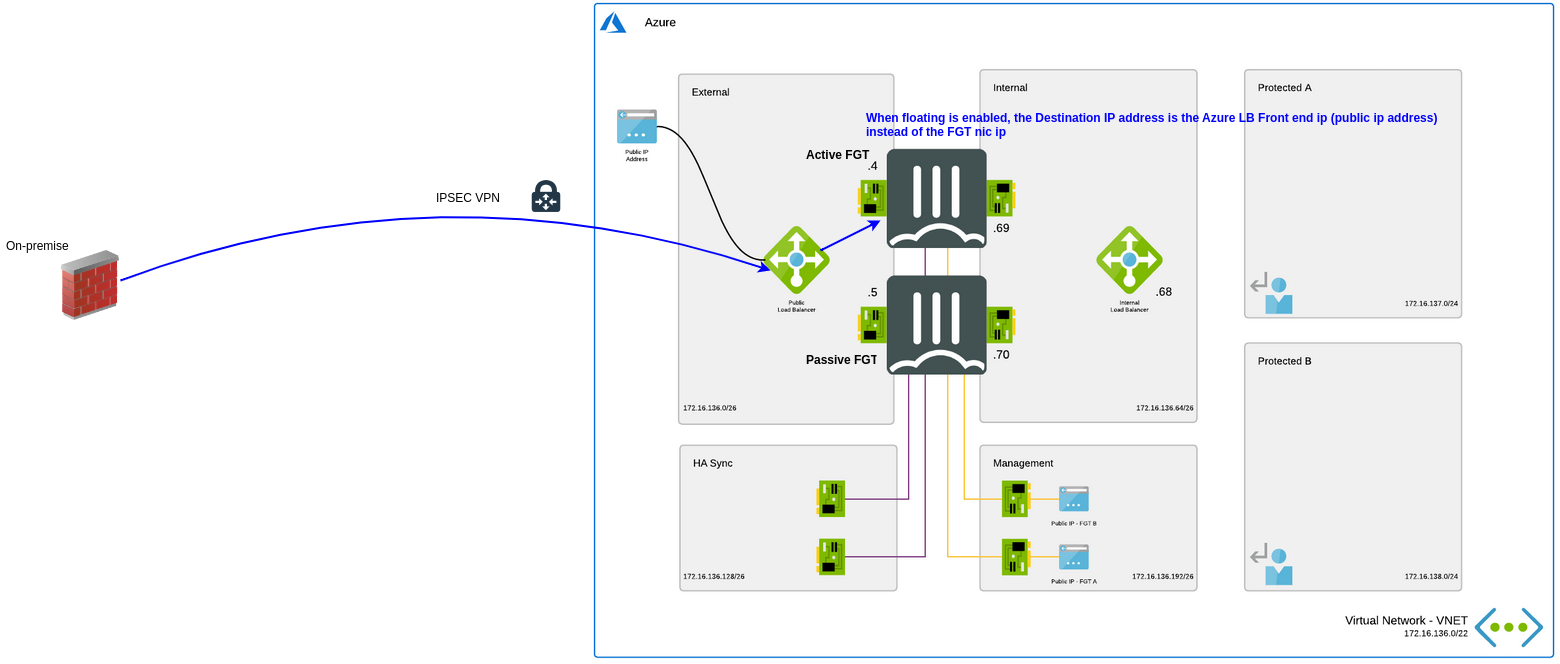 Azure
External
Internal
Protected A
When floating is enabled, the Destination IP address is the Azure LB Front end ip (public ip address)
instead of the FGT nic ip
Public IP
Address
Active FGT
.4
IPSEC VPN
.69
On-premise
.5
Public
Load Balancer
.68
Internal
Load Balancer
172.16.137.0/24
Passive FGT
.70
Protected B
172.16.136.0/26
172.16.136.64/26
HA Sync
Management
Public IP - FGT B
172.16.136.128/26
Public IP - FGT A
172.16.136.192/26
172.16.138.0/24
Virtual Network - VNET
172.16.136.0/22